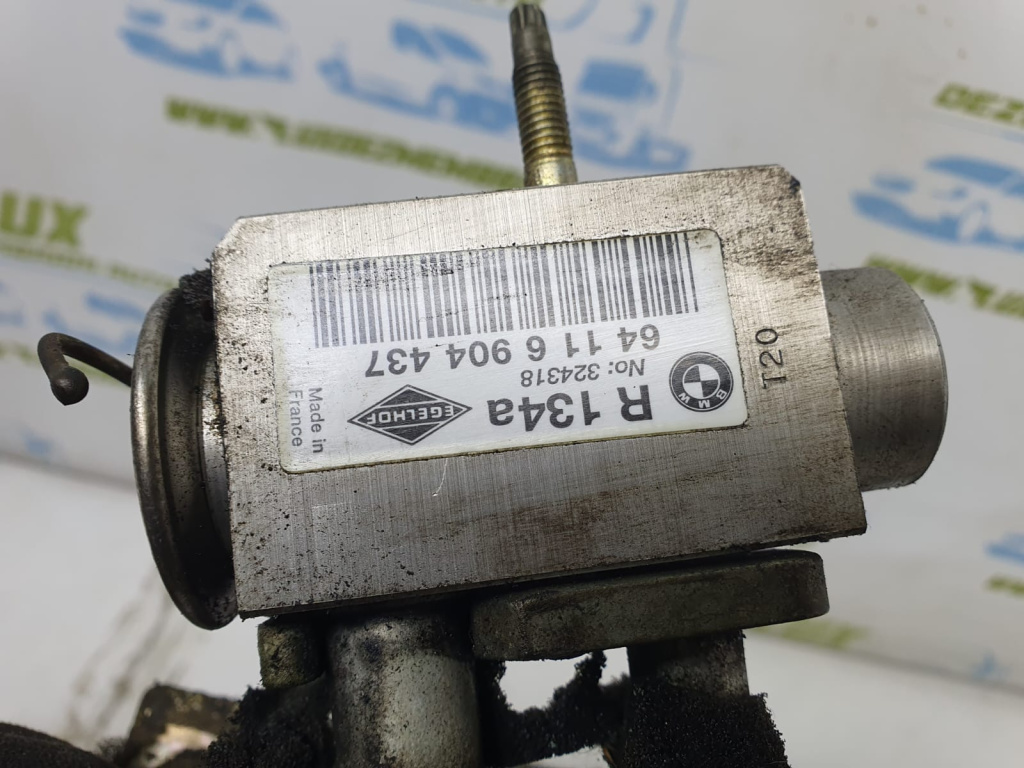 R 134a
EGELHOF
No: 324318
BMW
64 11 6 904 437
Made in
France
T20